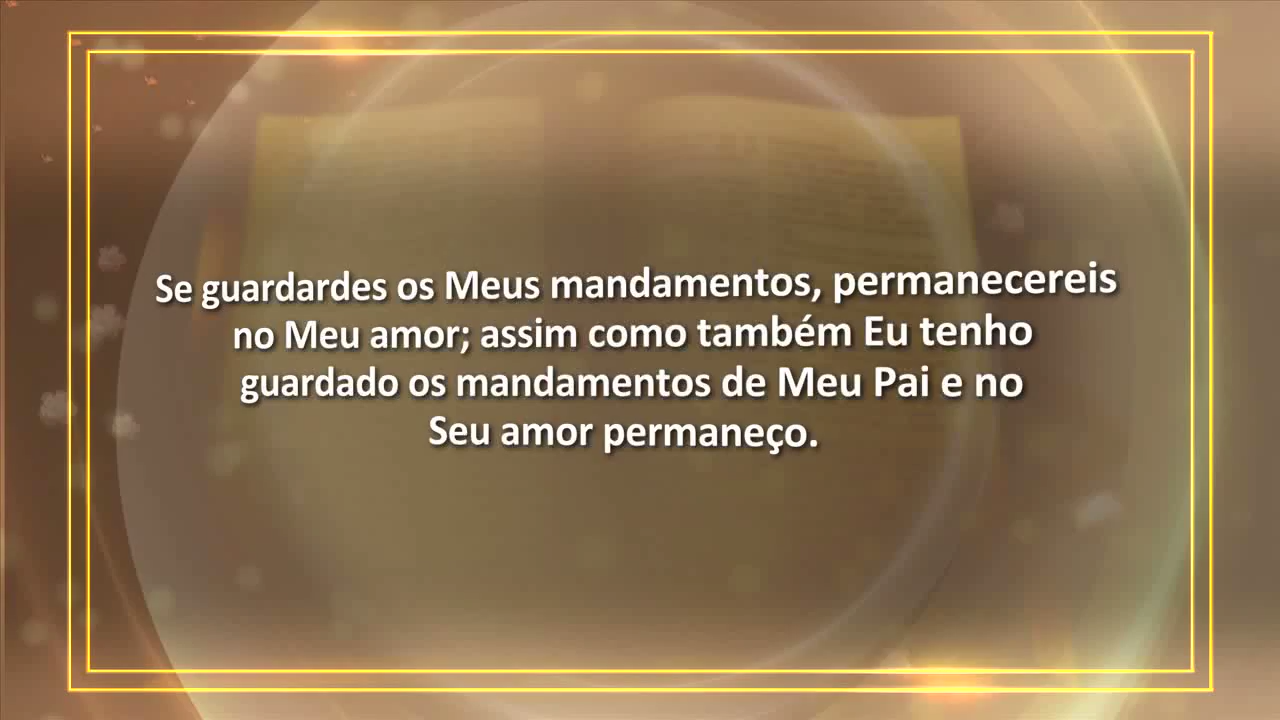 Se guardardes os Meus mandamentos, permanecereis
no Meu amor; assim como também Eu tenho
guardado os mandamentos de Meu Pai e no
Seu amor permaneço.